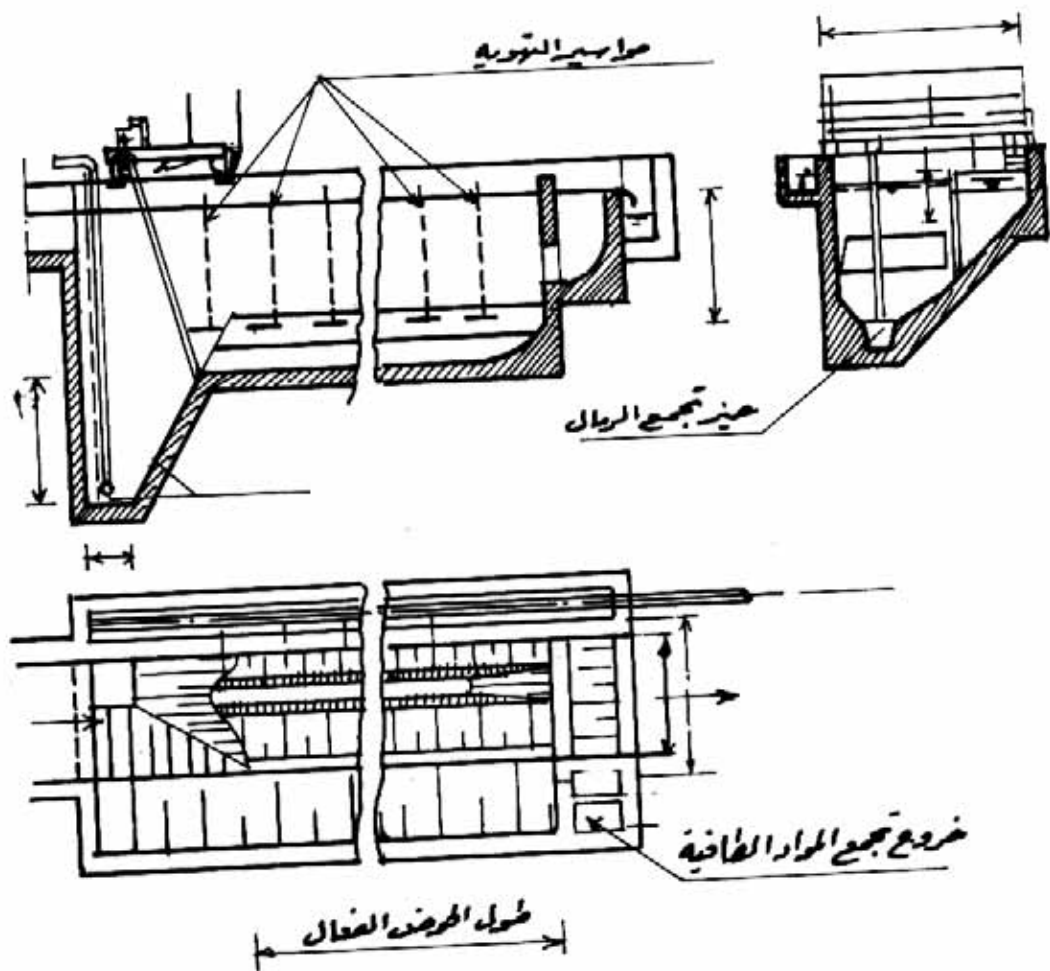 مواسير التهوية
حيز تجمع الرمال
خروج تجمع المواد الطافية
طول الحوض الفعال